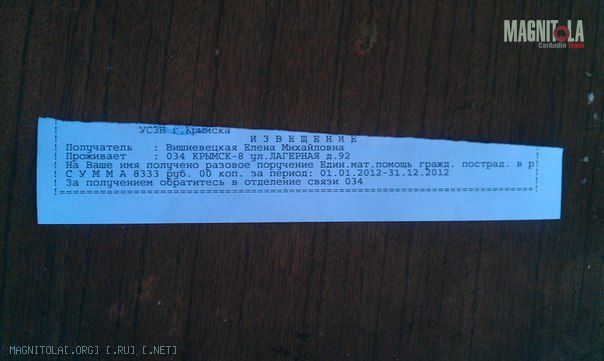 MAGNITOLA
CarAudio Team
УСЗН г.Крымска
И З В Е Щ Е Н И Е
! Получатель : Вишневецкая Елена Михайловна
! Проживает : 034 КРЫМСК-8 ул.ЛАГЕРНАЯ д.92
! На Ваше имя получено разовое поручение Един.мат.помощь гражд. пострад. в р!
! С У М М А 8333 руб. 00 коп. за период: 01.01.2012-31.12.2012 !
! За получением обратитесь в отделение связи 034 !
MAGNITOLA[.ORG] [.RU] [.NET]